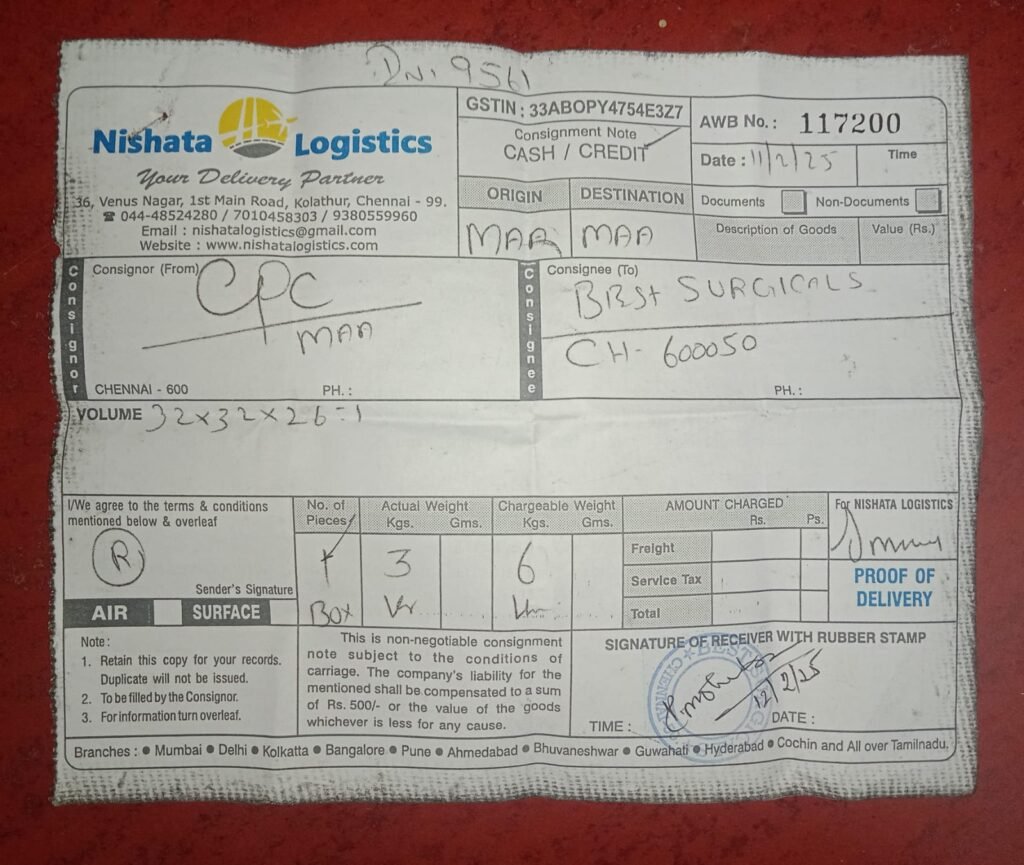 DN: 9561
Nishata Logistics
Your Delivery Partner
36, Venus Nagar, 1st Main Road, Kolathur, Chennai - 99.
☎ 044-48524280 / 7010458303 / 9380559960
Email : nishatalogistics@gmail.com
Website : www.nishatalogistics.com
GSTIN : 33ABOPY4754E3Z7
Consignment Note
CASH / CREDIT
ORIGIN DESTINATION
MAA MAA
AWB No. : 117200
Date : 11/2/25 Time
Documents Non-Documents
Description of Goods Value (Rs.)
Consignor
Consignor (From)
CPC
MAA
CHENNAI - 600 PH. :
Consignee
Consignee (To)
BEST SURGICALS
CH- 600050
PH. :
VOLUME 32x32x26=1
I/We agree to the terms & conditions
mentioned below & overleaf
R
Sender's Signature
AIR SURFACE
No. of
Pieces
1
Box
Actual Weight
Kgs. Gms.
3
Chargeable Weight
Kgs. Gms.
6
AMOUNT CHARGED
Rs. Ps.
Freight
Service Tax
Total
For NISHATA LOGISTICS
PROOF OF
DELIVERY
Note :
1. Retain this copy for your records.
Duplicate will not be issued.
2. To be filled by the Consignor.
3. For information turn overleaf.
This is non-negotiable consignment
note subject to the conditions of
carriage. The company's liability for the
mentioned shall be compensated to a sum
of Rs. 500/- or the value of the goods
whichever is less for any cause.
SIGNATURE OF RECEIVER WITH RUBBER STAMP
12/2/25
TIME : DATE :
Branches : ● Mumbai ● Delhi ● Kolkatta ● Bangalore ● Pune ● Ahmedabad ● Bhuvaneshwar ● Guwahati ● Hyderabad ● Cochin and All over Tamilnadu.